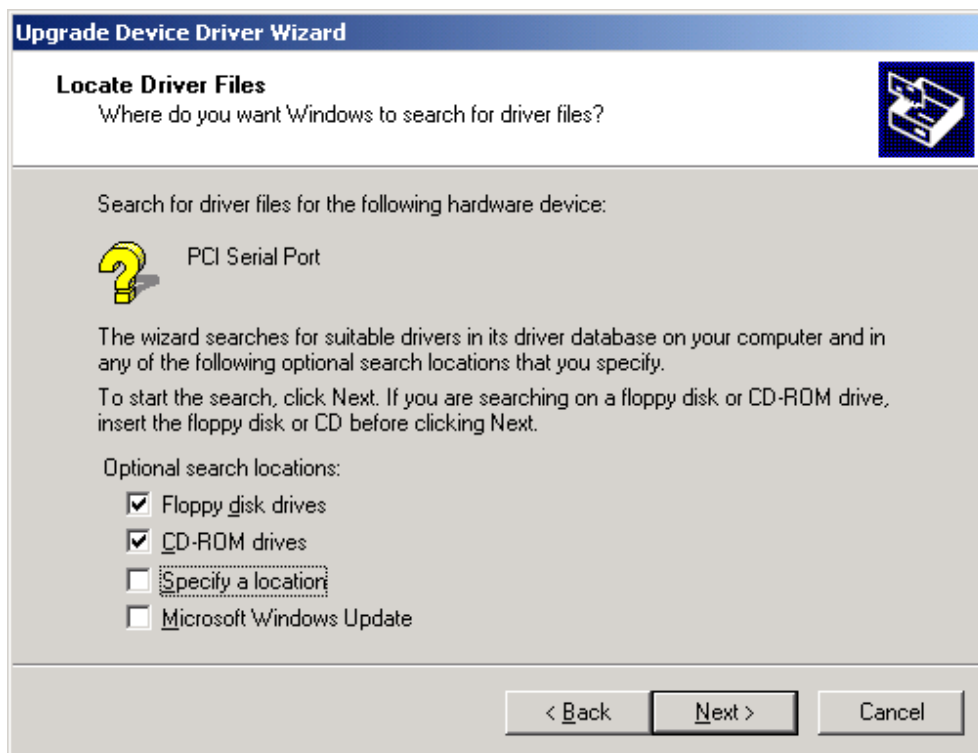 Upgrade Device Driver Wizard
Locate Driver Files
Where do you want Windows to search for driver files?
Search for driver files for the following hardware device:
PCI Serial Port
The wizard searches for suitable drivers in its driver database on your computer and in
any of the following optional search locations that you specify.
To start the search, click Next. If you are searching on a floppy disk or CD-ROM drive,
insert the floppy disk or CD before clicking Next.
Optional search locations:
Floppy disk drives
CD-ROM drives
Specify a location
Microsoft Windows Update
< Back Next > Cancel